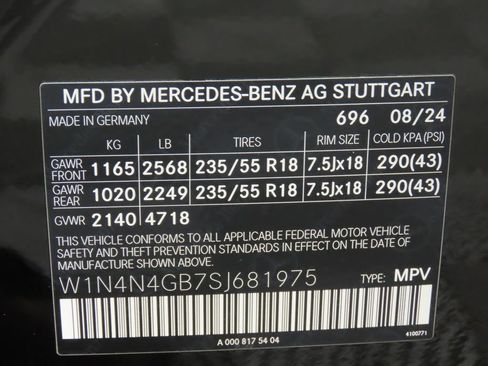 MFD BY MERCEDES-BENZ AG STUTTGART
MADE IN GERMANY 696 08/24
KG LB TIRES RIM SIZE COLD KPA (PSI)
GAWR FRONT 1165 2568 235/55 R18 7.5Jx18 290(43)
GAWR REAR 1020 2249 235/55 R18 7.5Jx18 290(43)
GVWR 2140 4718
THIS VEHICLE CONFORMS TO ALL APPLICABLE FEDERAL MOTOR VEHICLE
SAFETY AND THEFT PREVENTION STANDARDS IN EFFECT ON THE DATE OF
MANUFACTURE SHOWN ABOVE.
W1N4N4GB7SJ681975 TYPE: MPV
A 000 817 54 04 4100771